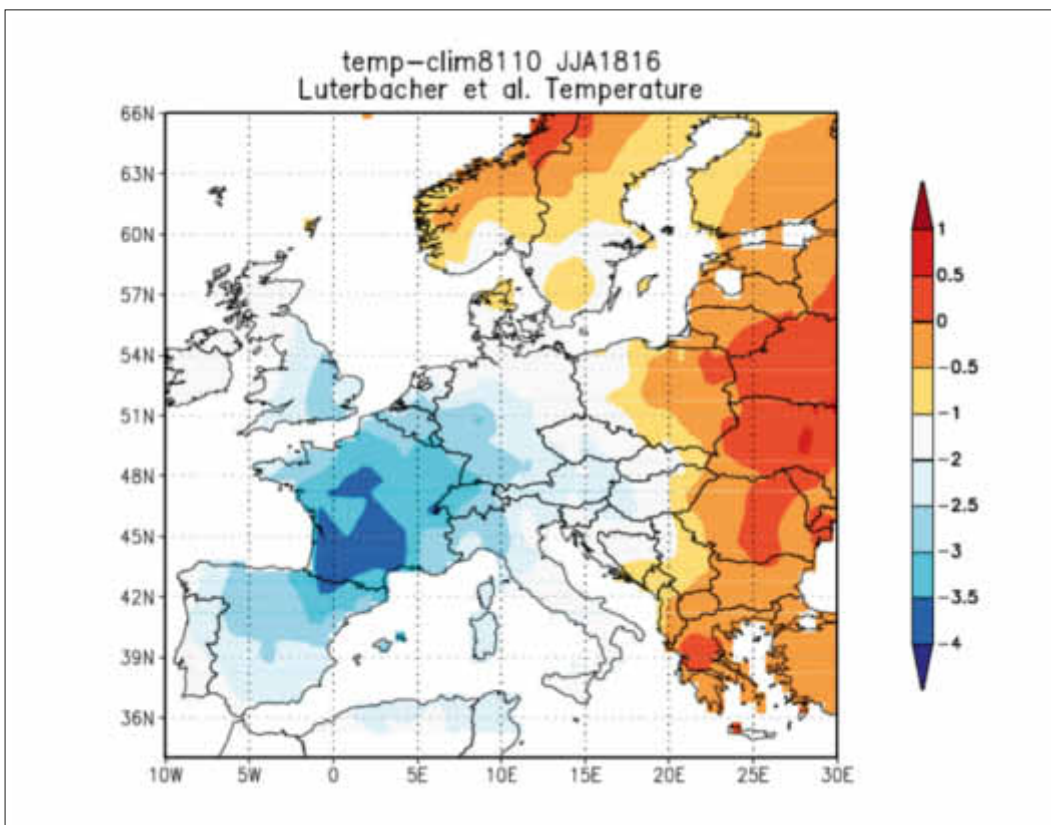 temp-clim8110 JJA1816
Luterbacher et al. Temperature
66N
63N
60N
57N
54N
51N
48N
45N
42N
39N
36N
10W 5W 0 5E 10E 15E 20E 25E 30E
1
0.5
0
-0.5
-1
-2
-2.5
-3
-3.5
-4